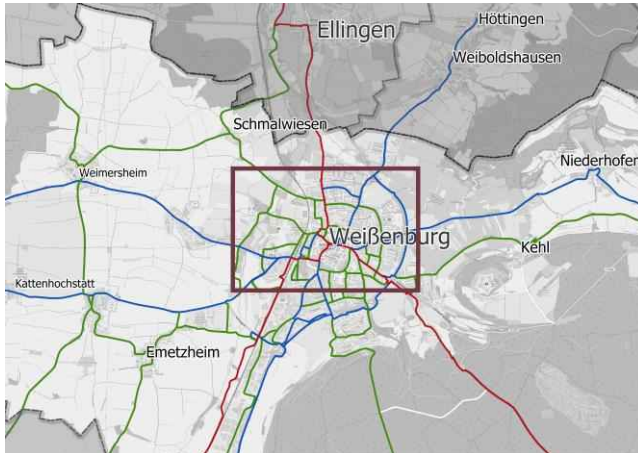 Höttingen
Ellingen
Weiboldshausen
Schmalwiesen
Niederhofen
Weimersheim
Weißenburg
Kehl
Kattenhochstatt
Emetzheim